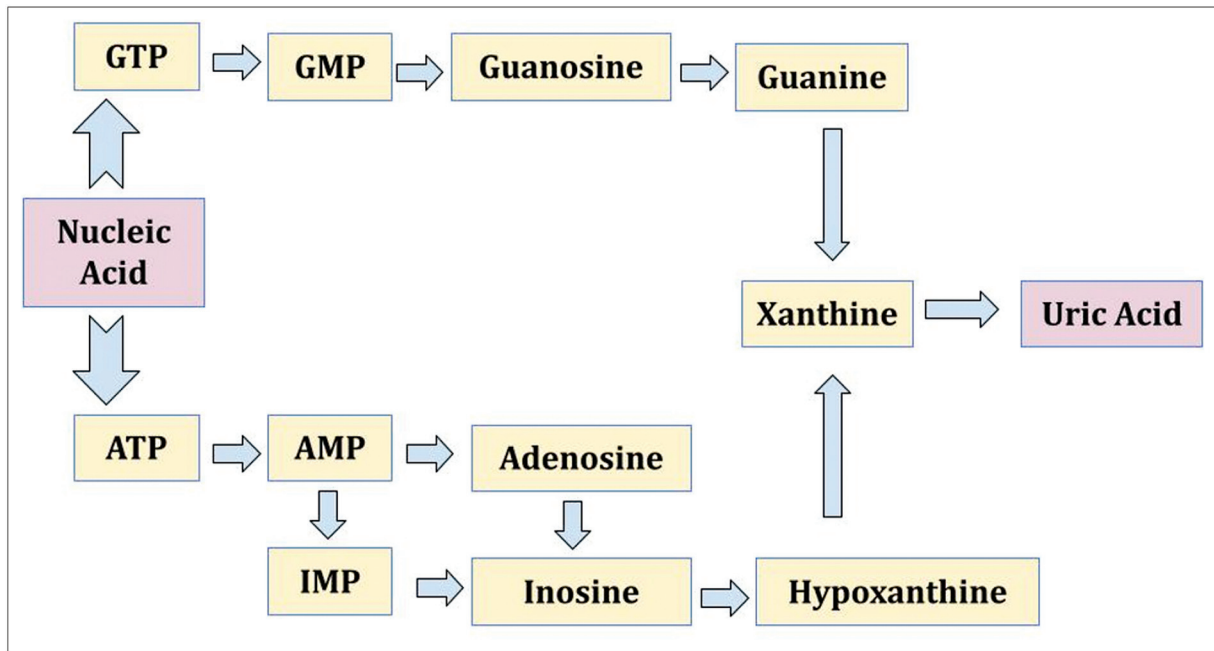 GTP
GMP
Guanosine
Guanine
Nucleic
Acid
Xanthine
Uric Acid
ATP
AMP
Adenosine
IMP
Inosine
Hypoxanthine